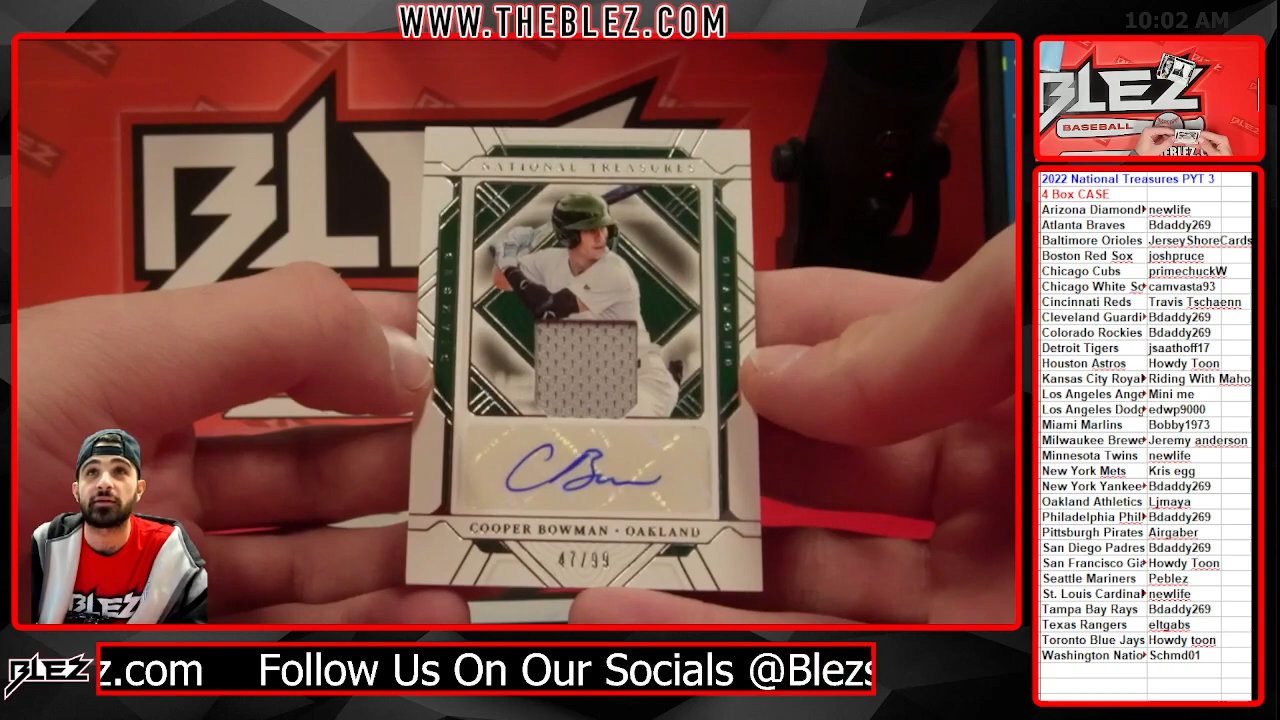 WWW.THEBLEZ.COM
10:02 AM
BLEZ
BASEBALL
NATIONAL TREASURES
COOPER BOWMAN • OAKLAND
47/99
BLEZ
BLEZ
z.com Follow Us On Our Socials @Blezs
2022 National Treasures PYT 3
4 Box CASE
Arizona Diamond newlife
Atlanta Braves Bdaddy269
Baltimore Orioles JerseyShoreCards
Boston Red Sox joshpruce
Chicago Cubs primechuckW
Chicago White So camvasta93
Cincinnati Reds Travis Tschaenn
Cleveland Guardi Bdaddy269
Colorado Rockies Bdaddy269
Detroit Tigers jsaathoff17
Houston Astros Howdy Toon
Kansas City Roya Riding With Maho
Los Angeles Ange Mini me
Los Angeles Dodg edwp9000
Miami Marlins Bobby1973
Milwaukee Brewe Jeremy anderson
Minnesota Twins newlife
New York Mets Kris egg
New York Yankee Bdaddy269
Oakland Athletics Ljmaya
Philadelphia Phil Bdaddy269
Pittsburgh Pirates Airgaber
San Diego Padres Bdaddy269
San Francisco Gia Howdy Toon
Seattle Mariners Peblez
St. Louis Cardina newlife
Tampa Bay Rays Bdaddy269
Texas Rangers eltgabs
Toronto Blue Jays Howdy toon
Washington Natio Schmd01